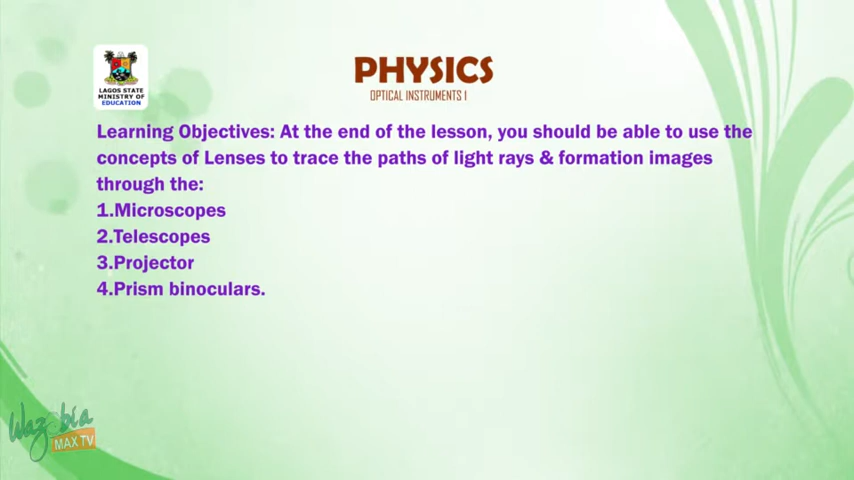 LAGOS STATE
MINISTRY OF
EDUCATION
PHYSICS
OPTICAL INSTRUMENTS I
Learning Objectives: At the end of the lesson, you should be able to use the
concepts of Lenses to trace the paths of light rays & formation images
through the:
1.Microscopes
2.Telescopes
3.Projector
4.Prism binoculars.
Wazobia
MAX TV